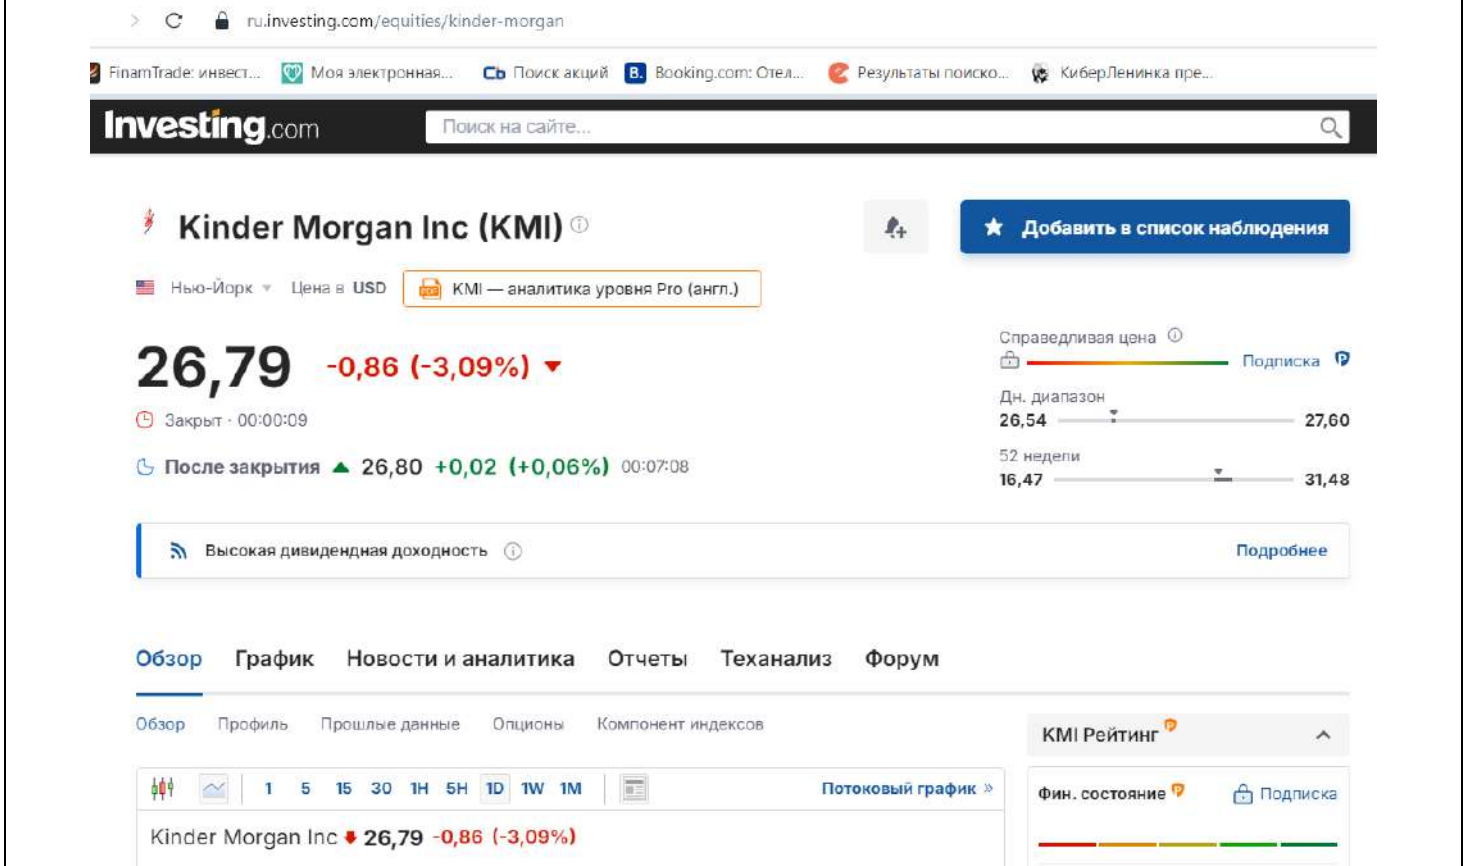 ru.investing.com/equities/kinder-morgan
FinamTrade: инвест... Моя электронная... Сь Поиск акций B. Booking.com: Отел... Результаты поиско... КиберЛенинка пре...
Investing.com Поиск на сайте...
Kinder Morgan Inc (KMI) Добавить в список наблюдения
Нью-Йорк Цена в USD KMI — аналитика уровня Pro (англ.)
Справедливая цена
26,79 -0,86 (-3,09%) Подписка
Дн. диапазон
Закрыт · 00:00:09 26,54 27,60
52 недели
После закрытия 26,80 +0,02 (+0,06%) 00:07:08 16,47 31,48
Высокая дивидендная доходность Подробнее
Обзор График Новости и аналитика Отчеты Теханализ Форум
Обзор Профиль Прошлые данные Опционы Компонент индексов
KMI Рейтинг
1 5 15 30 1H 5H 1D 1W 1M Потоковый график »
Фин. состояние Подписка
Kinder Morgan Inc 26,79 -0,86 (-3,09%)